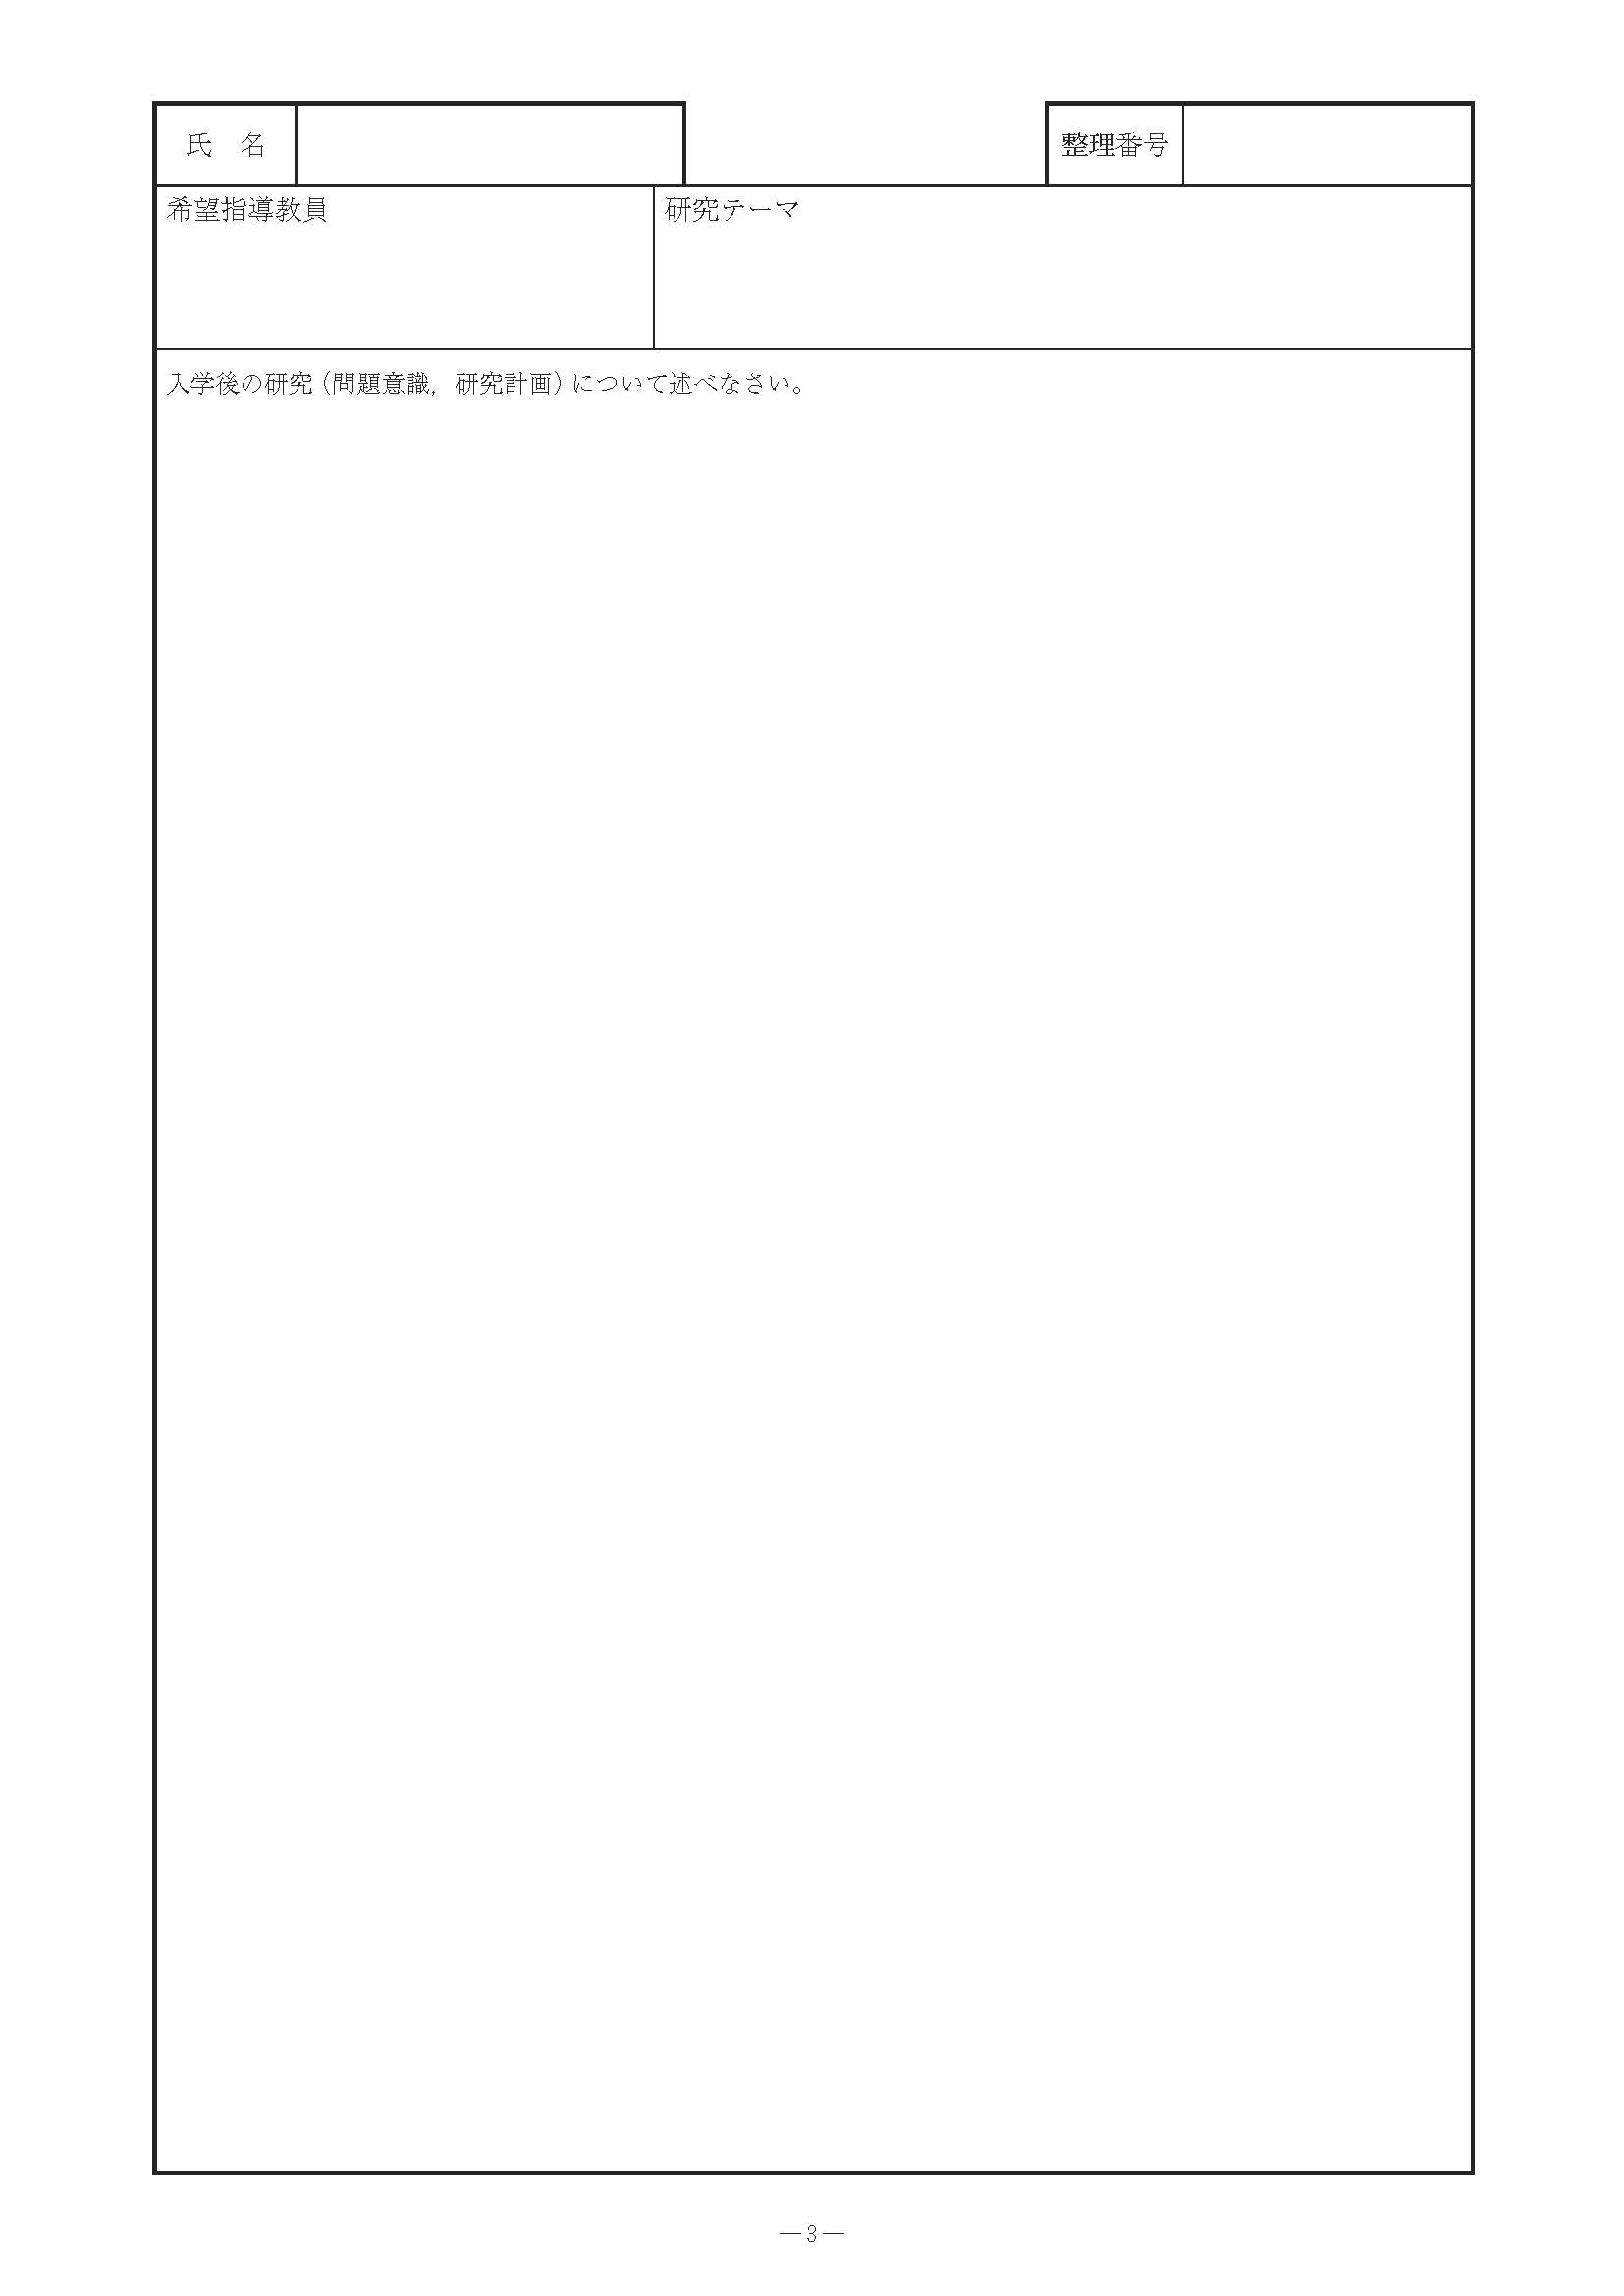 氏　名
整理番号
希望指導教員
研究テーマ
入学後の研究（問題意識，研究計画）について述べなさい。
― 3 ―